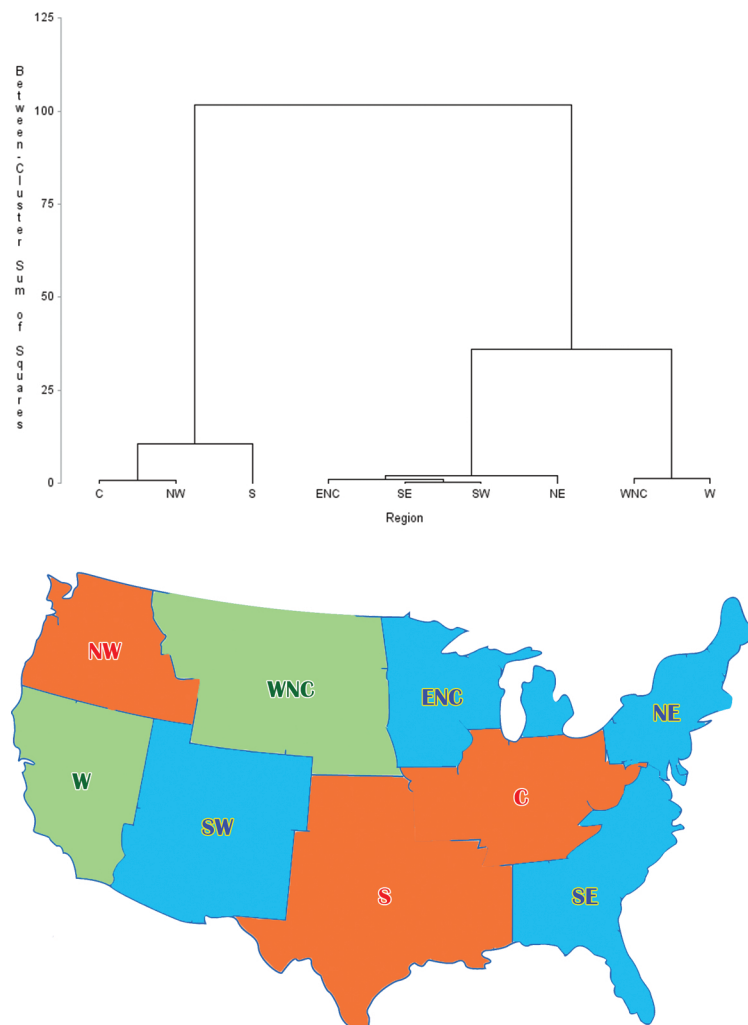 125
100
75
50
25
0
Between-Cluster Sum of Squares
C NW S ENC SE SW NE WNC W
Region
NW
WNC
ENC
NE
W
SW
C
S
SE